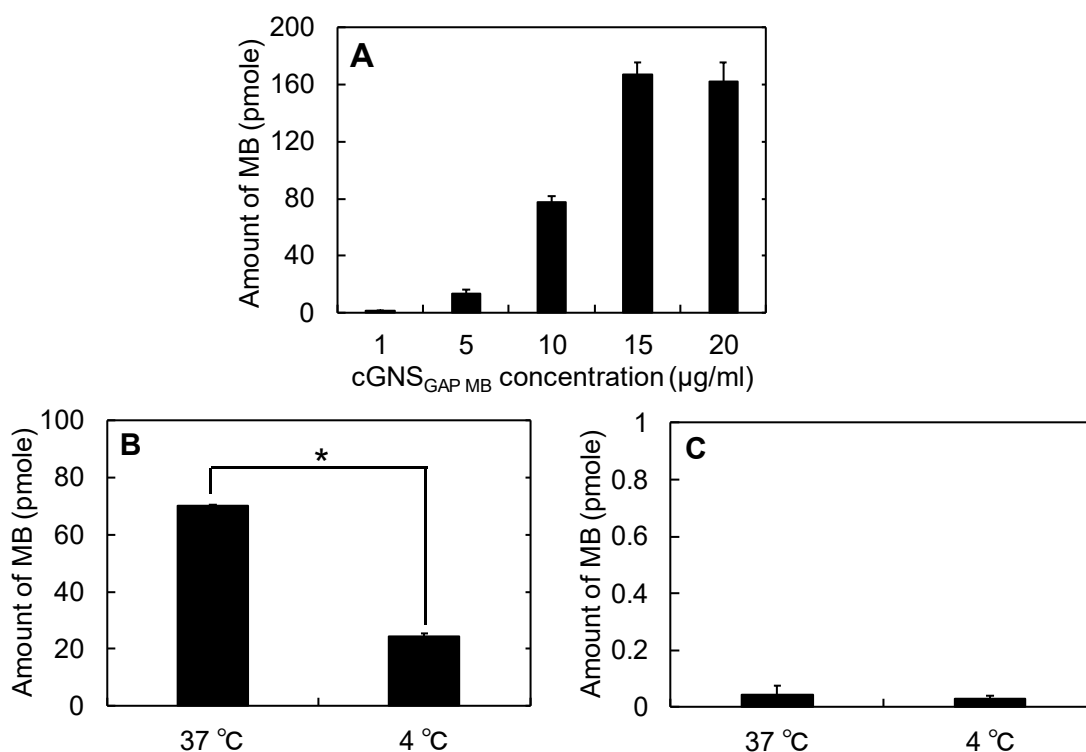 A
Amount of MB (pmole)
200
160
120
80
40
0
1 5 10 15 20
cGNSGAP MB concentration (µg/ml)
B
Amount of MB (pmole)
100
80
60
40
20
0
*
37 ℃ 4 ℃
C
Amount of MB (pmole)
1
0.8
0.6
0.4
0.2
0
37 ℃ 4 ℃